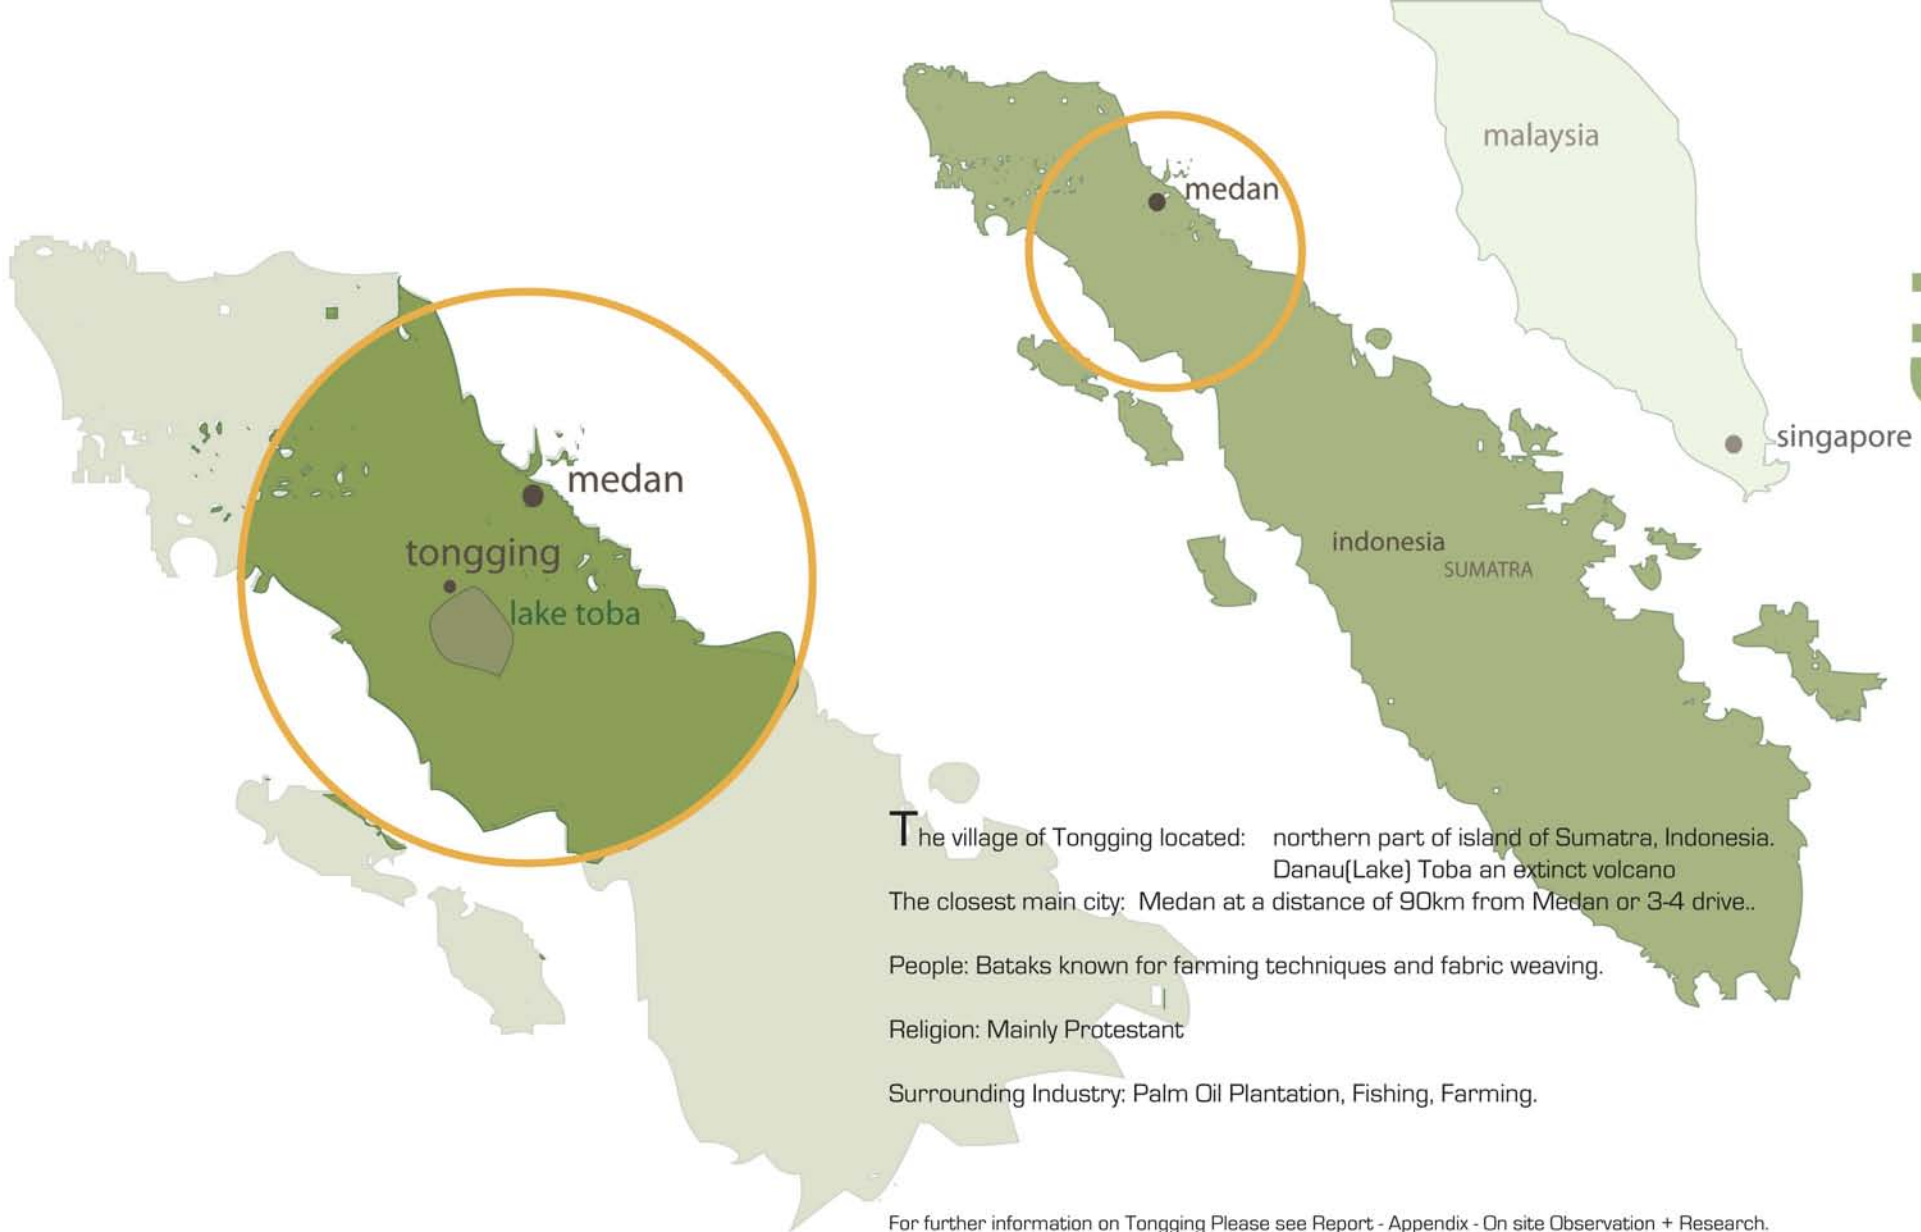 malaysia
medan
singapore
indonesia
SUMATRA
medan
tongging
lake toba
The village of Tongging located: northern part of island of Sumatra, Indonesia.
Danau(Lake) Toba an extinct volcano
The closest main city: Medan at a distance of 90km from Medan or 3-4 drive..
People: Bataks known for farming techniques and fabric weaving.
Religion: Mainly Protestant
Surrounding Industry: Palm Oil Plantation, Fishing, Farming.
For further information on Tongging Please see Report - Appendix - On site Observation + Research.